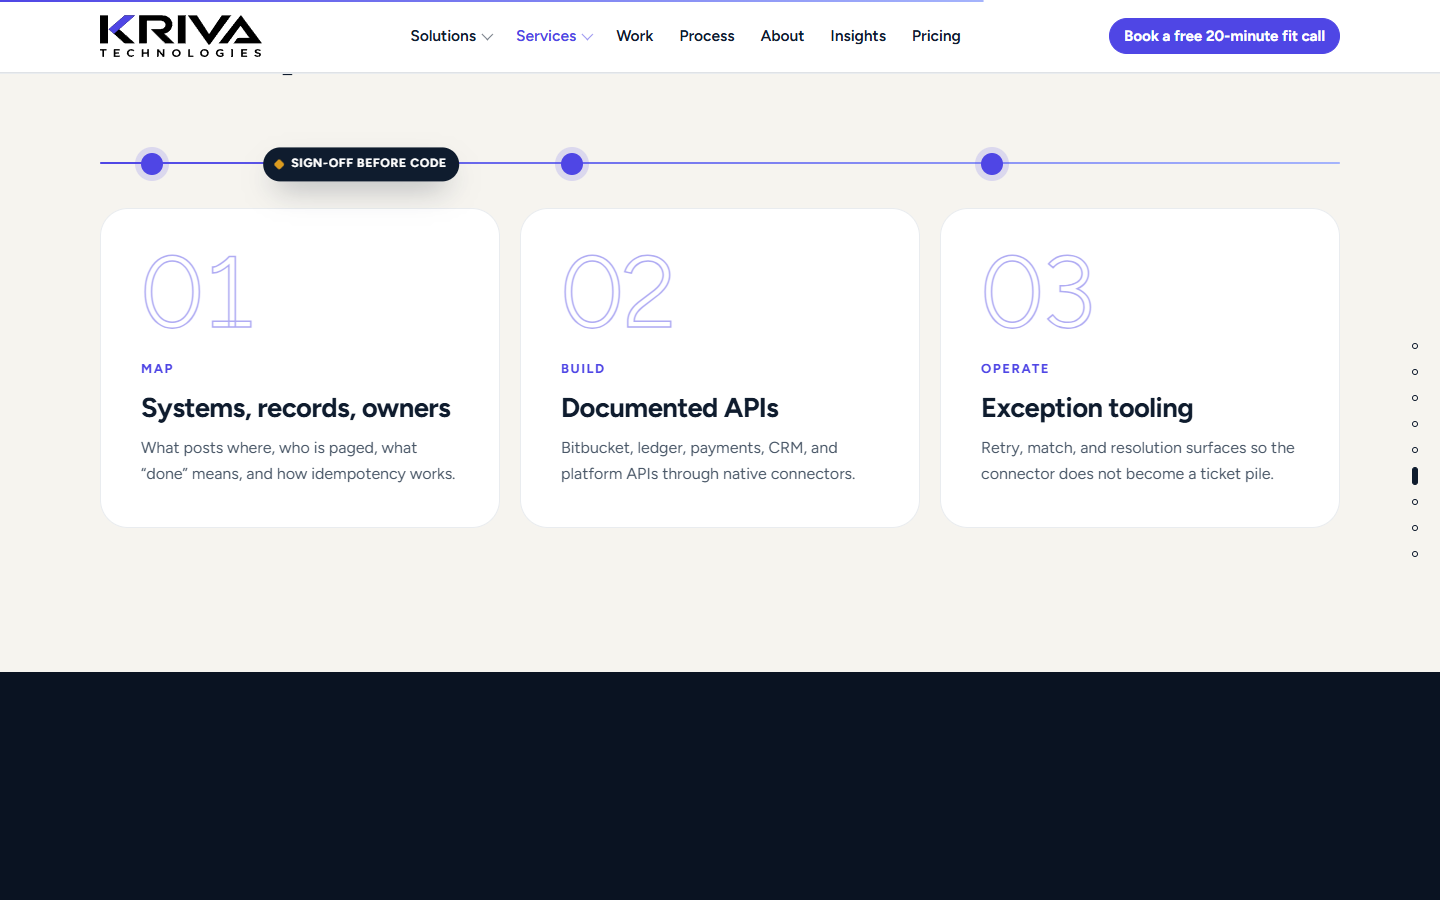 KRIVA
TECHNOLOGIES
Solutions
Services
Work
Process
About
Insights
Pricing
Book a free 20-minute fit call
SIGN-OFF BEFORE CODE
01
MAP
Systems, records, owners
What posts where, who is paged, what
“done” means, and how idempotency works.
02
BUILD
Documented APIs
Bitbucket, ledger, payments, CRM, and
platform APIs through native connectors.
03
OPERATE
Exception tooling
Retry, match, and resolution surfaces so the
connector does not become a ticket pile.